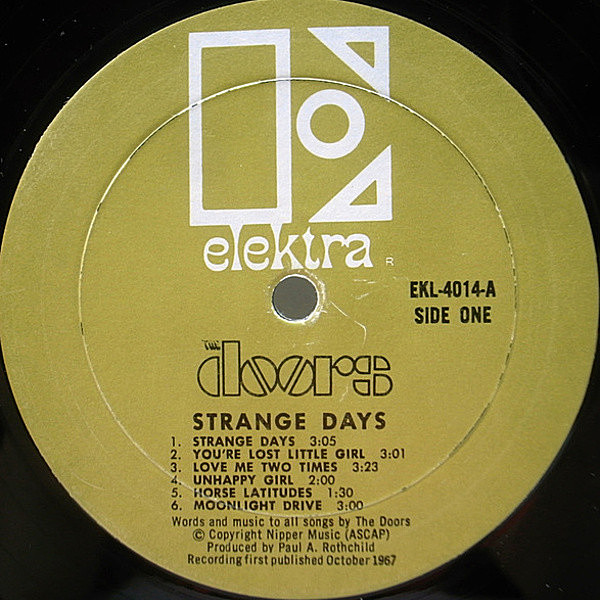 elektra R
EKL-4014-A
SIDE ONE
THE
doors
STRANGE DAYS
1. STRANGE DAYS 3:05
2. YOU'RE LOST LITTLE GIRL 3:01
3. LOVE ME TWO TIMES 3:23
4. UNHAPPY GIRL 2:00
5. HORSE LATITUDES 1:30
6. MOONLIGHT DRIVE 3:00
Words and music to all songs by The Doors
© Copyright Nipper Music (ASCAP)
Produced by Paul A. Rothchild
Recording first published October 1967